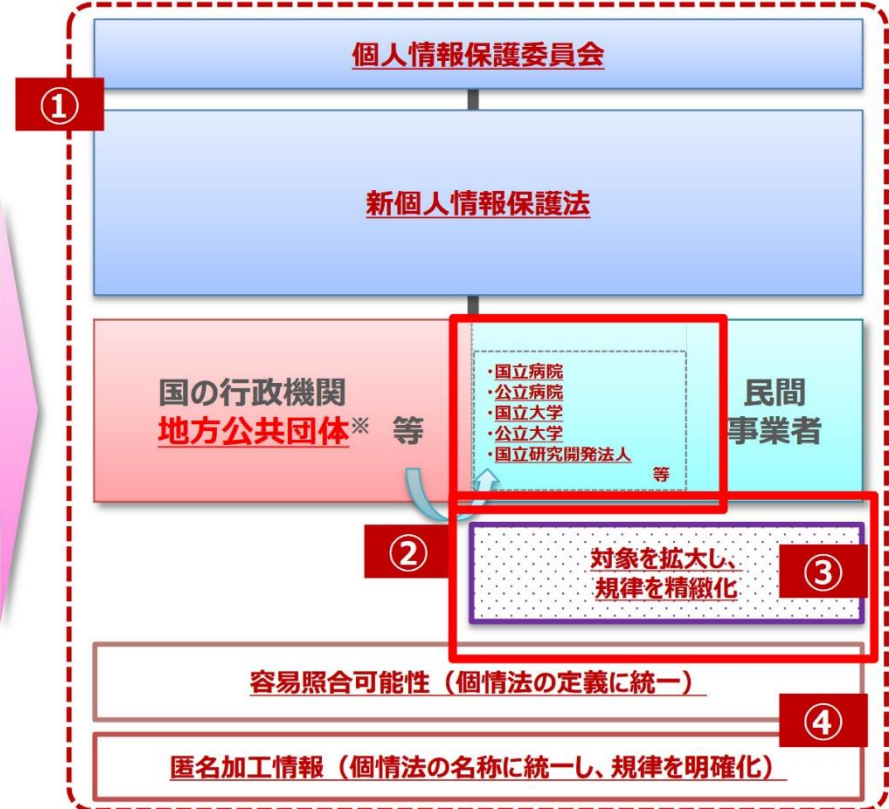 ①
個人情報保護委員会
新個人情報保護法
国の行政機関
地方公共団体※ 等
・国立病院
・公立病院
・国立大学
・公立大学
・国立研究開発法人
等
民間
事業者
②
対象を拡大し、
規律を精緻化
③
容易照合可能性（個情法の定義に統一）
④
匿名加工情報（個情法の名称に統一し、規律を明確化）